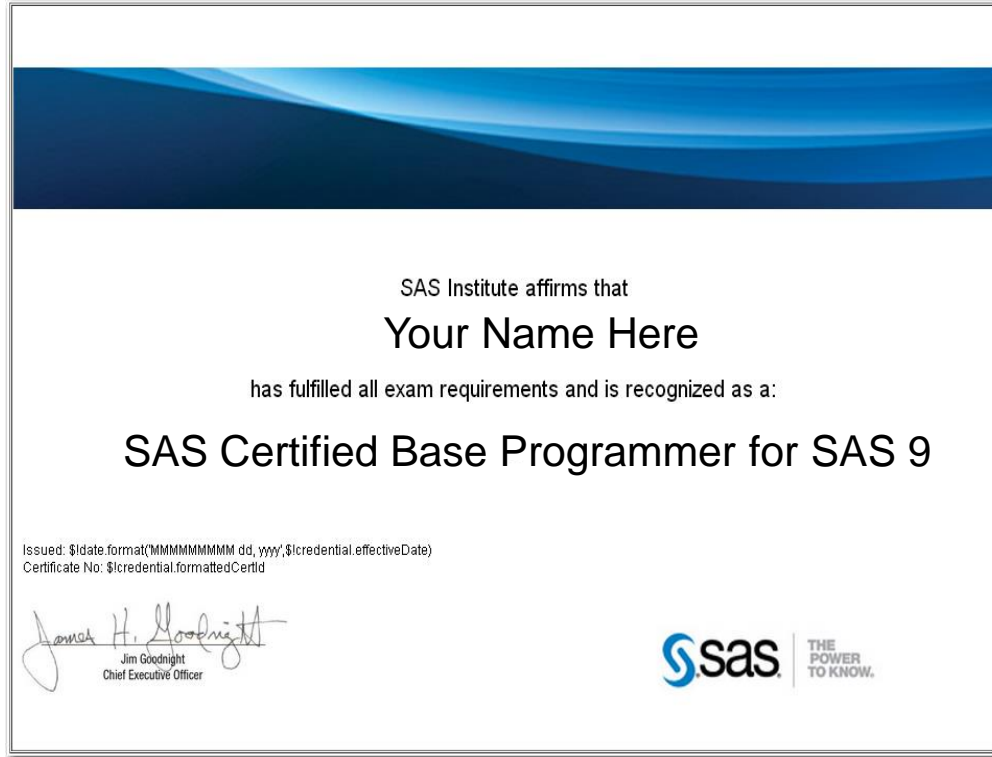 SAS Institute affirms that
Your Name Here
has fulfilled all exam requirements and is recognized as a:
SAS Certified Base Programmer for SAS 9
Issued: $!date.format('MMMMMMMMM dd, yyyy',$!credential.effectiveDate)
Certificate No: $!credential.formattedCertId
James H. Goodnight
Jim Goodnight
Chief Executive Officer
sas
THE
POWER
TO KNOW.